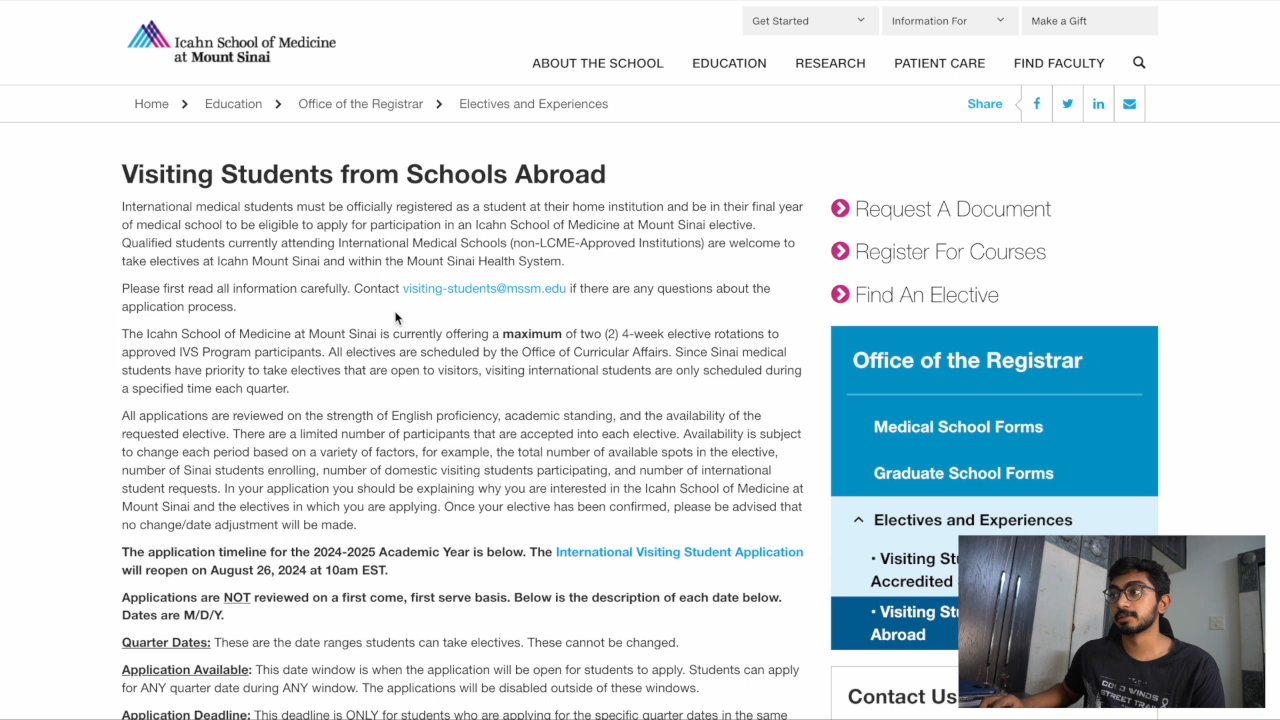 Get Started
Information For
Make a Gift
Icahn School of Medicine
at Mount Sinai
ABOUT THE SCHOOL
EDUCATION
RESEARCH
PATIENT CARE
FIND FACULTY
Home
Education
Office of the Registrar
Electives and Experiences
Share
Visiting Students from Schools Abroad
International medical students must be officially registered as a student at their home institution and be in their final year
of medical school to be eligible to apply for participation in an Icahn School of Medicine at Mount Sinai elective.
Qualified students currently attending International Medical Schools (non-LCME-Approved Institutions) are welcome to
take electives at Icahn Mount Sinai and within the Mount Sinai Health System.
Please first read all information carefully. Contact visiting-students@mssm.edu if there are any questions about the
application process.
The Icahn School of Medicine at Mount Sinai is currently offering a maximum of two (2) 4-week elective rotations to
approved IVS Program participants. All electives are scheduled by the Office of Curricular Affairs. Since Sinai medical
students have priority to take electives that are open to visitors, visiting international students are only scheduled during
a specified time each quarter.
All applications are reviewed on the strength of English proficiency, academic standing, and the availability of the
requested elective. There are a limited number of participants that are accepted into each elective. Availability is subject
to change each period based on a variety of factors, for example, the total number of available spots in the elective,
number of Sinai students enrolling, number of domestic visiting students participating, and number of international
student requests. In your application you should be explaining why you are interested in the Icahn School of Medicine at
Mount Sinai and the electives in which you are applying. Once your elective has been confirmed, please be advised that
no change/date adjustment will be made.
The application timeline for the 2024-2025 Academic Year is below. The International Visiting Student Application
will reopen on August 26, 2024 at 10am EST.
Applications are NOT reviewed on a first come, first serve basis. Below is the description of each date below.
Dates are M/D/Y.
Quarter Dates: These are the date ranges students can take electives. These cannot be changed.
Application Available: This date window is when the application will be open for students to apply. Students can apply
for ANY quarter date during ANY window. The applications will be disabled outside of these windows.
Application Deadline: This deadline is ONLY for students who are applying for the specific quarter dates in the same
Request A Document
Register For Courses
Find An Elective
Office of the Registrar
Medical School Forms
Graduate School Forms
Electives and Experiences
• Visiting St
Accredited
• Visiting St
Abroad
Contact Us
COLD WINDS
STREET